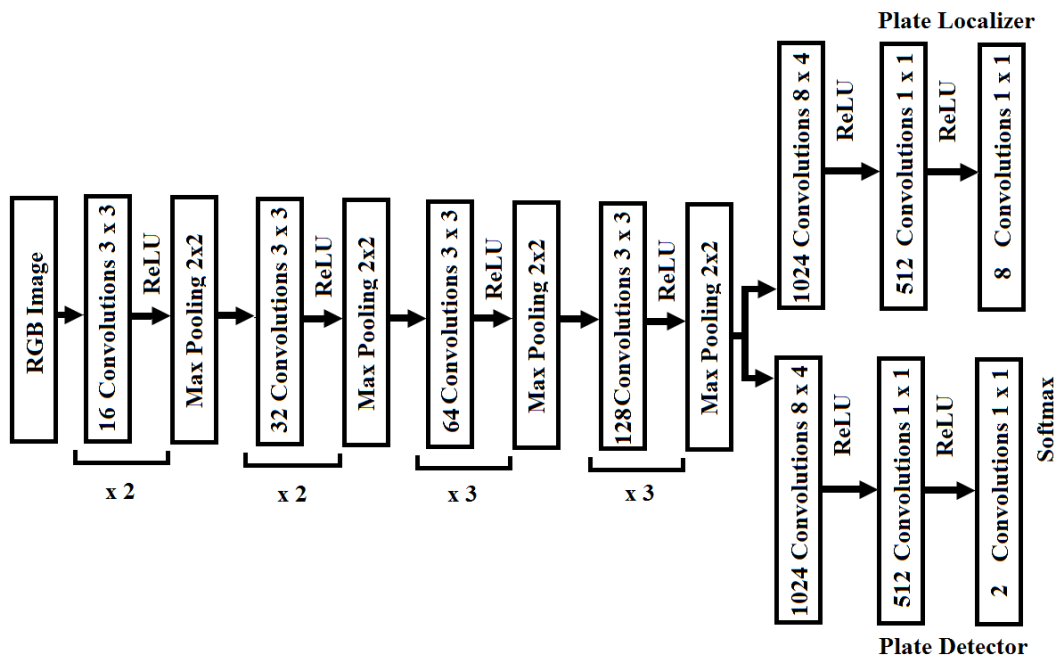 RGB Image
16 Convolutions 3 x 3
ReLU
x 2
Max Pooling 2x2
32 Convolutions 3 x 3
ReLU
x 2
Max Pooling 2x2
64 Convolutions 3 x 3
ReLU
x 3
Max Pooling 2x2
128 Convolutions 3 x 3
ReLU
x 3
Max Pooling 2x2
Plate Localizer
1024 Convolutions 8 x 4
ReLU
512 Convolutions 1 x 1
ReLU
8 Convolutions 1 x 1
1024 Convolutions 8 x 4
ReLU
512 Convolutions 1 x 1
ReLU
2 Convolutions 1 x 1
Softmax
Plate Detector